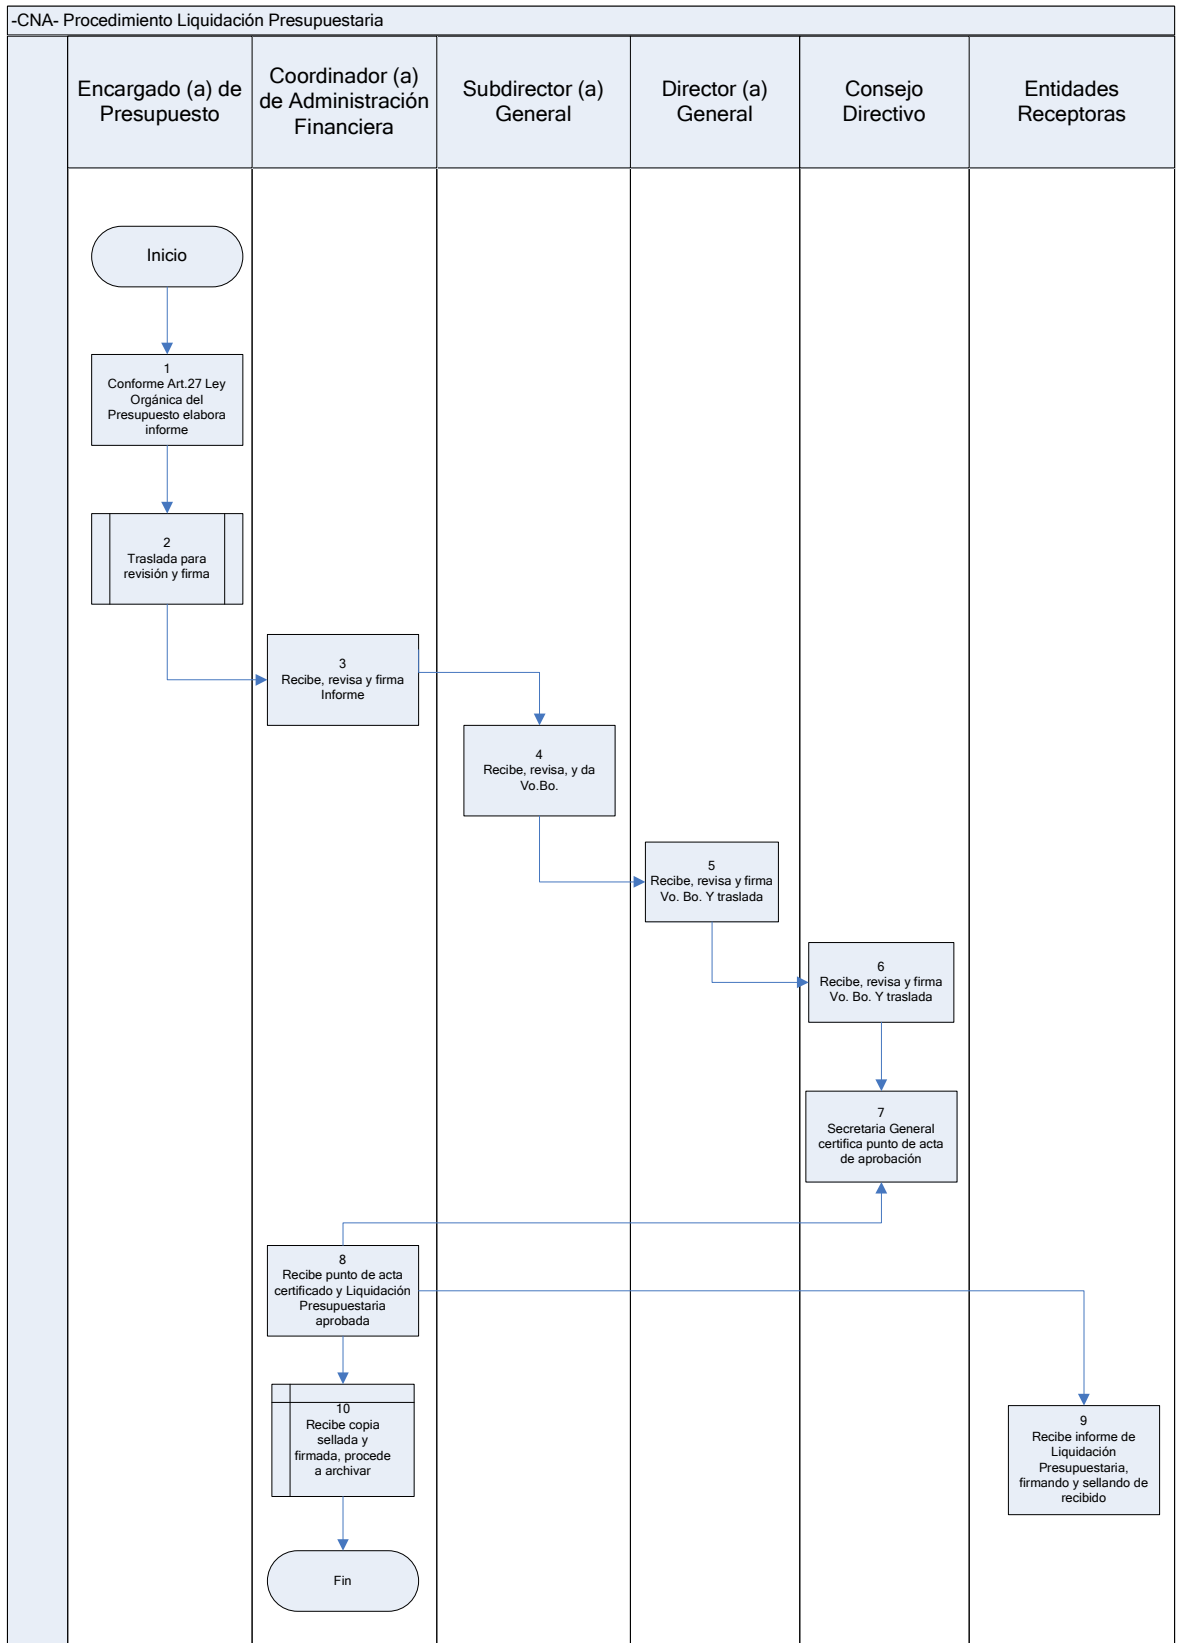 -CNA- Procedimiento Liquidación Presupuestaria
Encargado (a) de
Presupuesto
Coordinador (a)
de Administración
Financiera
Subdirector (a)
General
Director (a)
General
Consejo
Directivo
Entidades
Receptoras
Inicio
1
Conforme Art.27 Ley
Orgánica del
Presupuesto elabora
informe
2
Traslada para
revisión y firma
3
Recibe, revisa y firma
Informe
4
Recibe, revisa, y da
Vo.Bo.
5
Recibe, revisa y firma
Vo. Bo. Y traslada
6
Recibe, revisa y firma
Vo. Bo. Y traslada
7
Secretaria General
certifica punto de acta
de aprobación
8
Recibe punto de acta
certificado y Liquidación
Presupuestaria
aprobada
9
Recibe informe de
Liquidación
Presupuestaria,
firmando y sellando de
recibido
10
Recibe copia
sellada y
firmada, procede
a archivar
Fin